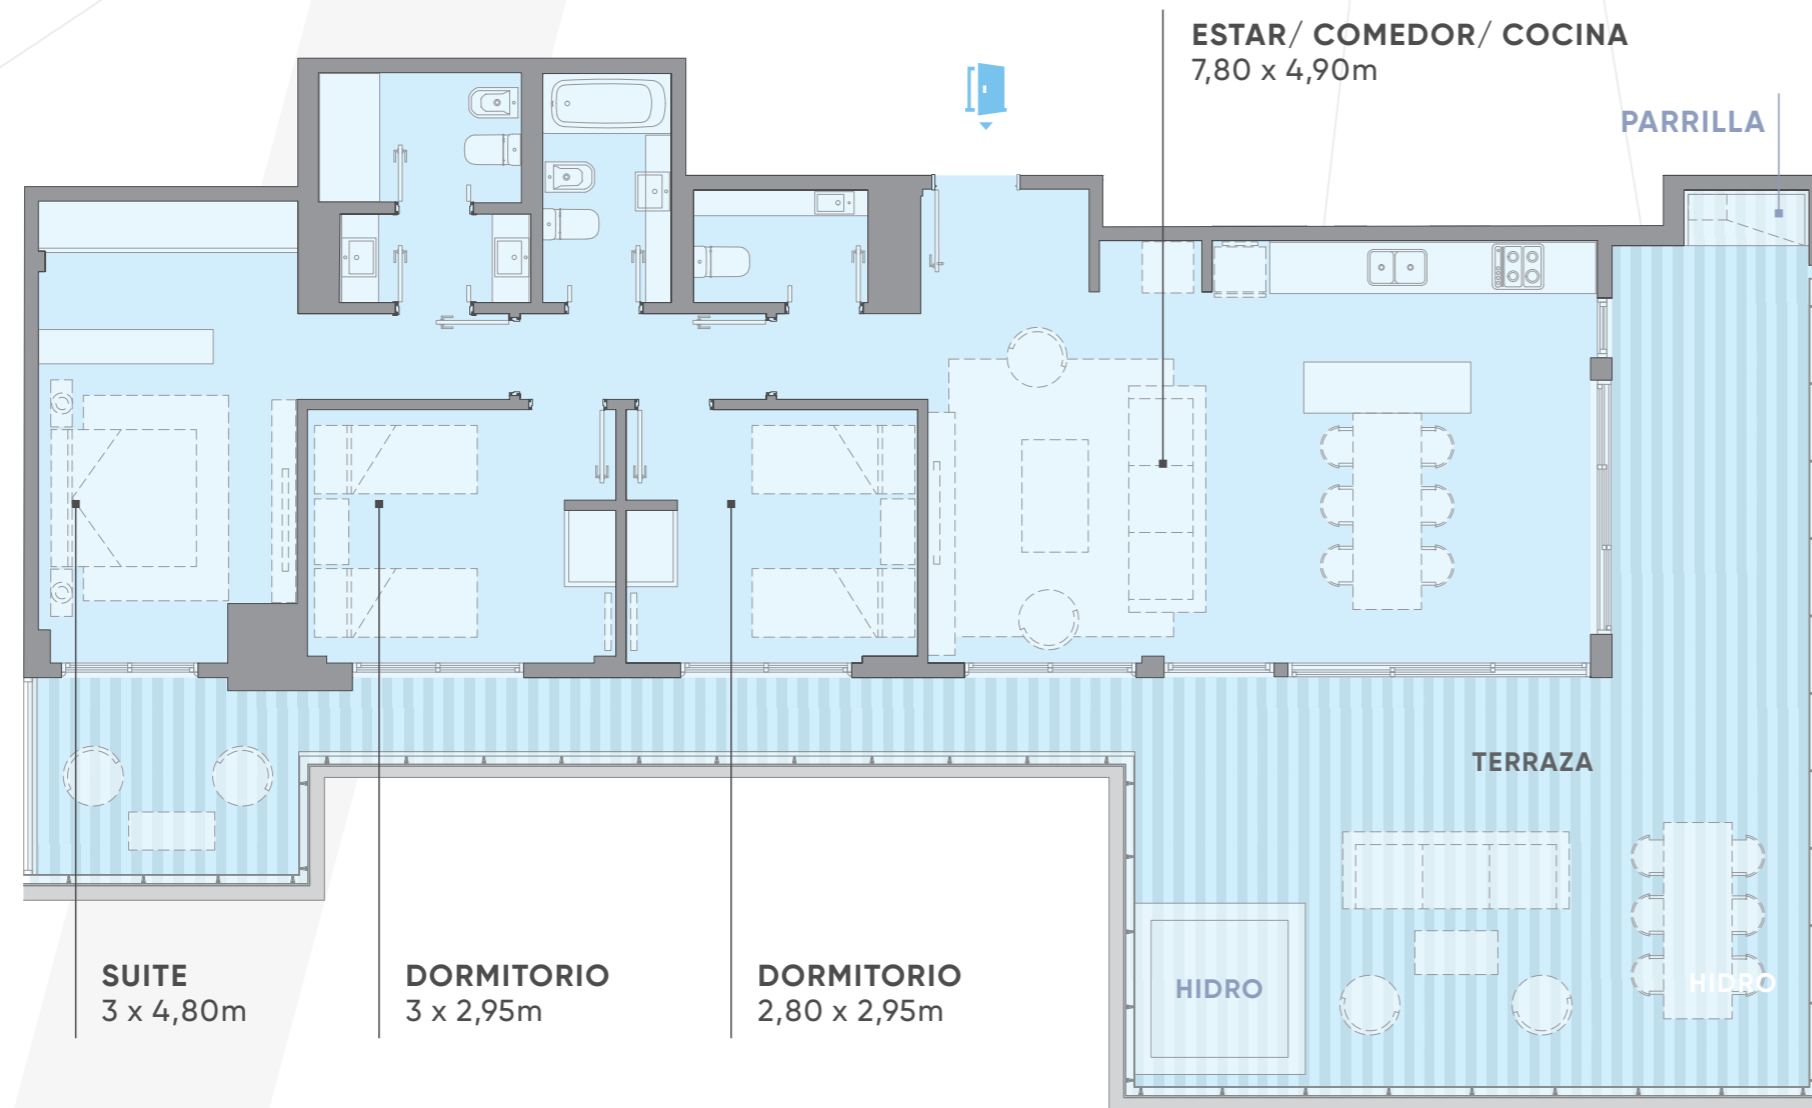 ESTAR/ COMEDOR/ COCINA
7,80 x 4,90m
PARRILLA
TERRAZA
SUITE
3 x 4,80m
DORMITORIO
3 x 2,95m
DORMITORIO
2,80 x 2,95m
HIDRO
HIDRO